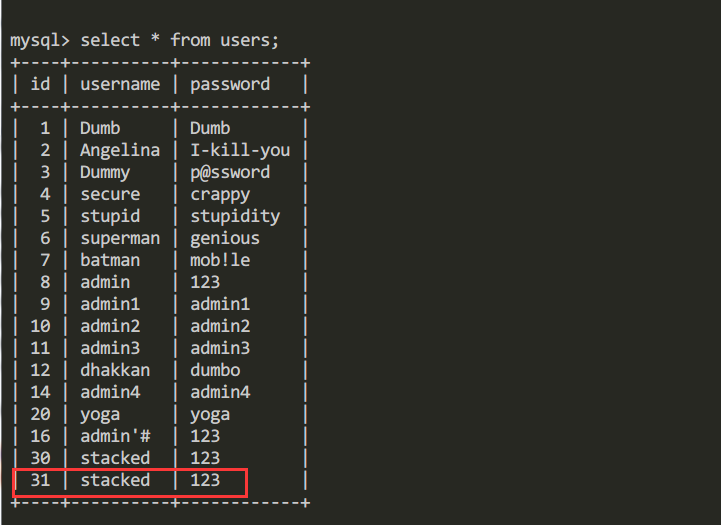 mysql> select * from users;
+----+----------+------------+
| id | username | password   |
+----+----------+------------+
|  1 | Dumb     | Dumb       |
|  2 | Angelina | I-kill-you |
|  3 | Dummy    | p@ssword   |
|  4 | secure   | crappy     |
|  5 | stupid   | stupidity  |
|  6 | superman | genious    |
|  7 | batman   | mob!le     |
|  8 | admin    | 123        |
|  9 | admin1   | admin1     |
| 10 | admin2   | admin2     |
| 11 | admin3   | admin3     |
| 12 | dhakkan  | dumbo      |
| 14 | admin4   | admin4     |
| 20 | yoga     | yoga       |
| 16 | admin'#  | 123        |
| 30 | stacked  | 123        |
| 31 | stacked  | 123        |
+----+----------+------------+